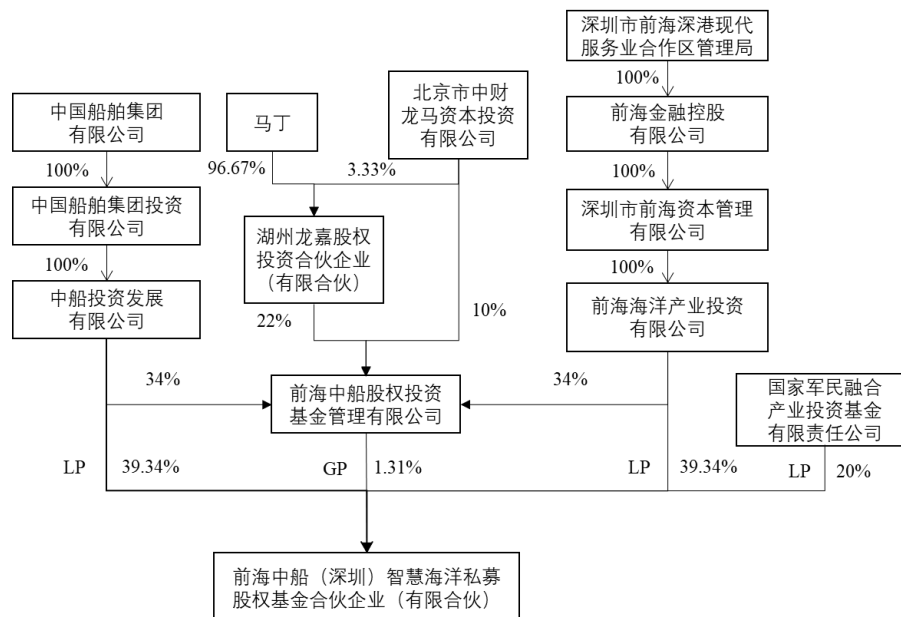 深圳市前海深港现代
服务业合作区管理局
100%
中国船舶集团
有限公司
马丁
北京市中财
龙马资本投资
有限公司
前海金融控股
有限公司
100%
96.67%
3.33%
100%
中国船舶集团投资
有限公司
湖州龙嘉股权
投资合伙企业
（有限合伙）
深圳市前海资本管理
有限公司
100%
100%
中船投资发展
有限公司
22%
10%
前海海洋产业投资
有限公司
34%
前海中船股权投资
基金管理有限公司
34%
国家军民融合
产业投资基金
有限责任公司
LP
39.34%
GP
1.31%
LP
39.34%
LP
20%
前海中船（深圳）智慧海洋私募
股权基金合伙企业（有限合伙）